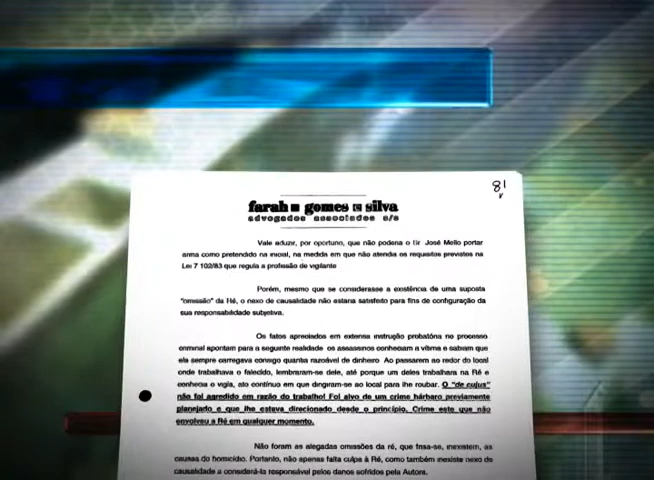 81
v
farah gomes silva
advogados associados s/s
Vale aduzir, por oportuno, que não poderia o Sr José Mello portar
arma como pretendido na inicial, na medida em que não atendia os requisitos previstos na
Lei 7 102/83 que regula a profissão de vigilante
Porém, mesmo que se considerasse a existência de uma suposta
"omissão" da Ré, o nexo de causalidade não estaria satisfeito para fins de configuração da
sua responsabilidade subjetiva.
Os fatos apreciados em extensa instrução probatória no processo
criminal apontam para a seguinte realidade os assassinos conheciam a vítima e sabiam que
ela sempre carregava consigo quantia razoável de dinheiro Ao passarem ao redor do local
onde trabalhava o falecido, lembraram-se dele, até porque um deles trabalhara na Ré e
conhecia o vigia, ato contínuo em que dirigiram-se ao local para lhe roubar. O "de cujus"
não foi agredido em razão do trabalho! Foi alvo de um crime bárbaro previamente
planejado e que lhe estava direcionado desde o princípio. Crime este que não
envolveu a Ré em qualquer momento.
Não foram as alegadas omissões da ré, que frisa-se, inexistem, as
causas do homicídio. Portanto, não apenas falta culpa à Ré, como também inexiste nexo de
causalidade a considerá-la responsável pelos danos sofridos pela Autora.